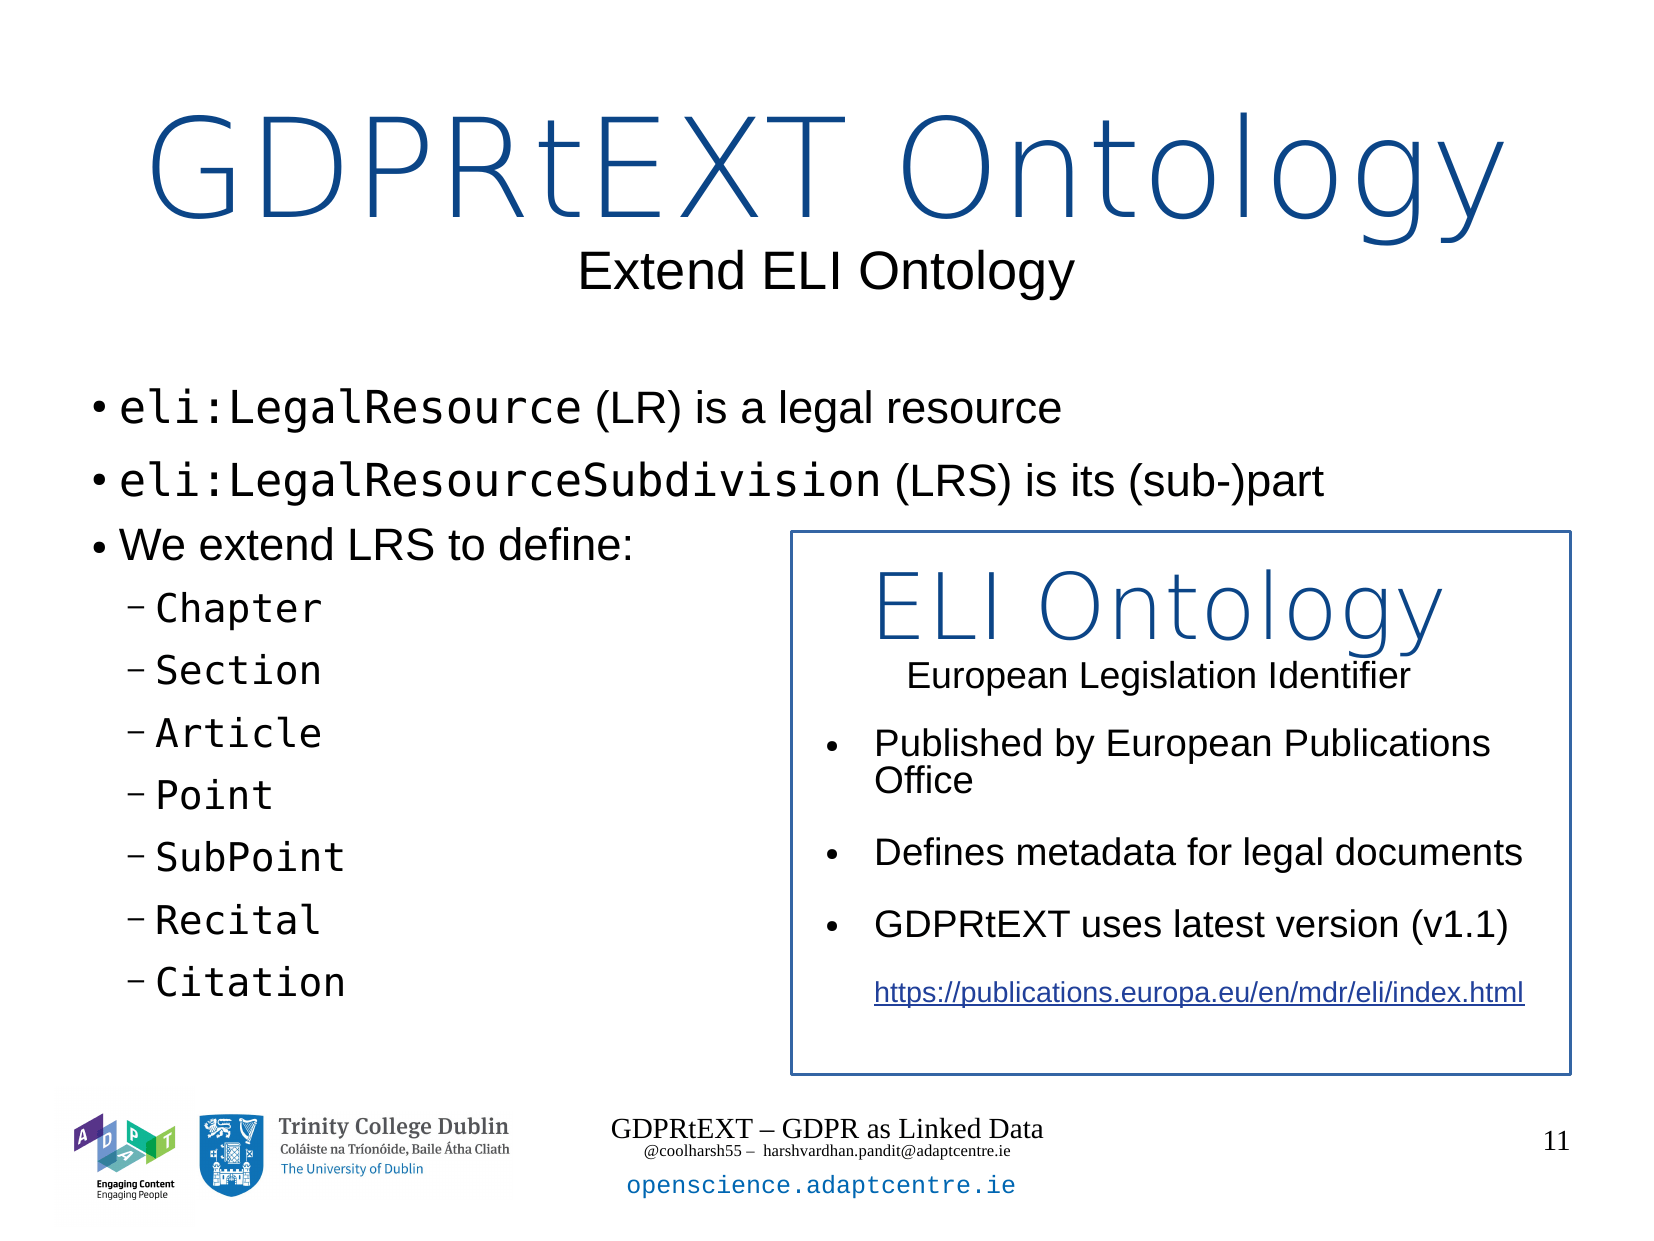 GDPRtEXT Ontology
Extend ELI Ontology
• eli:LegalResource (LR) is a legal resource
• eli:LegalResourceSubdivision (LRS) is its (sub-)part
• We extend LRS to define:
– Chapter
– Section
– Article
– Point
– SubPoint
– Recital
– Citation
ELI Ontology
European Legislation Identifier
• Published by European Publications
Office
• Defines metadata for legal documents
• GDPRtEXT uses latest version (v1.1)
https://publications.europa.eu/en/mdr/eli/index.html
ADAPT
Engaging Content
Engaging People
Trinity College Dublin
Coláiste na Tríonóide, Baile Átha Cliath
The University of Dublin
GDPRtEXT – GDPR as Linked Data
@coolharsh55 – harshvardhan.pandit@adaptcentre.ie
openscience.adaptcentre.ie
11